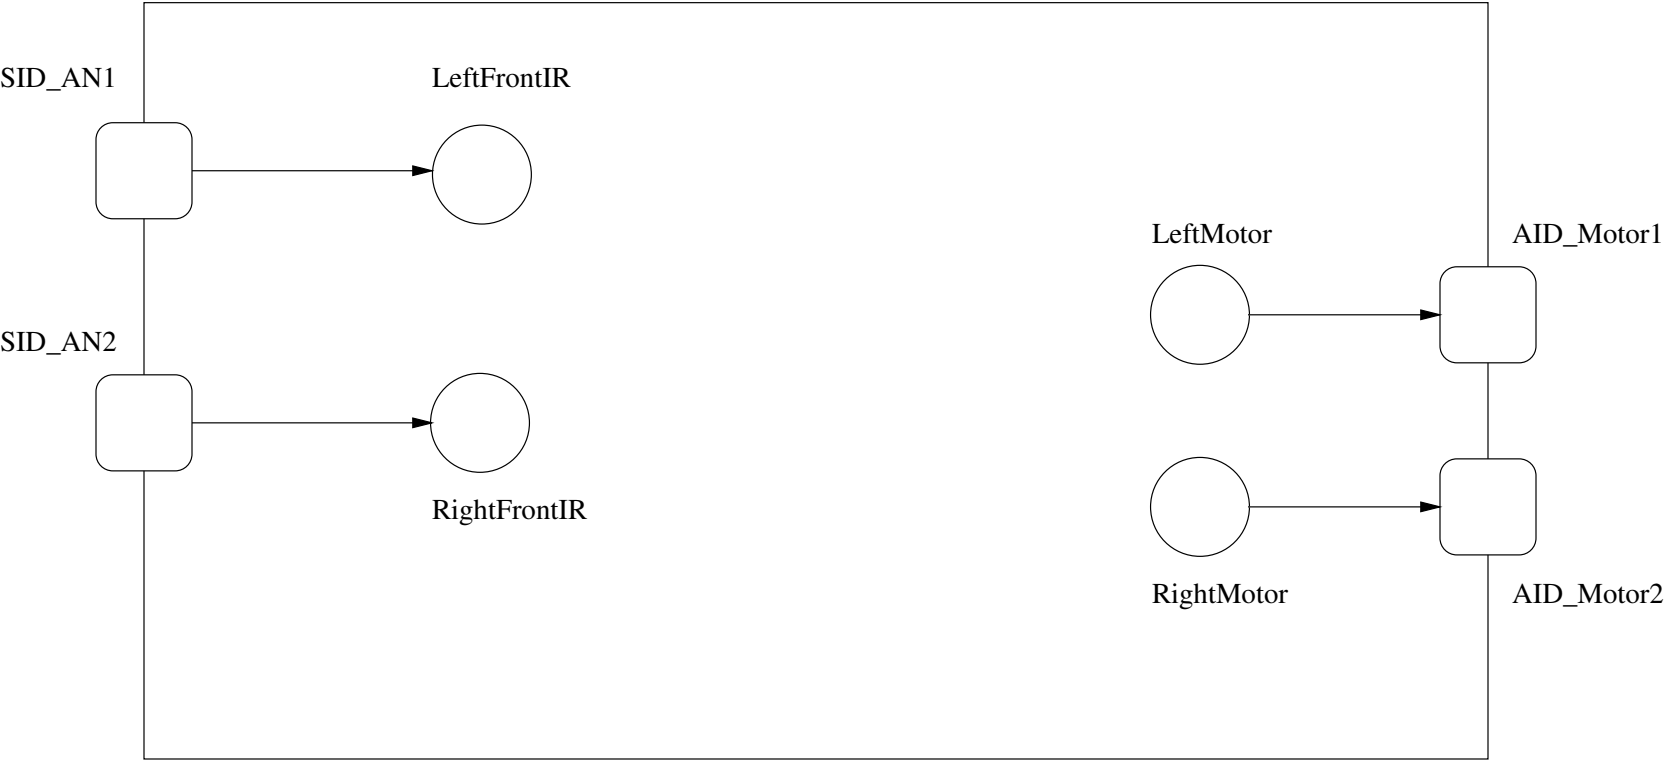 SID_AN1
LeftFrontIR
LeftMotor
AID_Motor1
SID_AN2
RightFrontIR
RightMotor
AID_Motor2